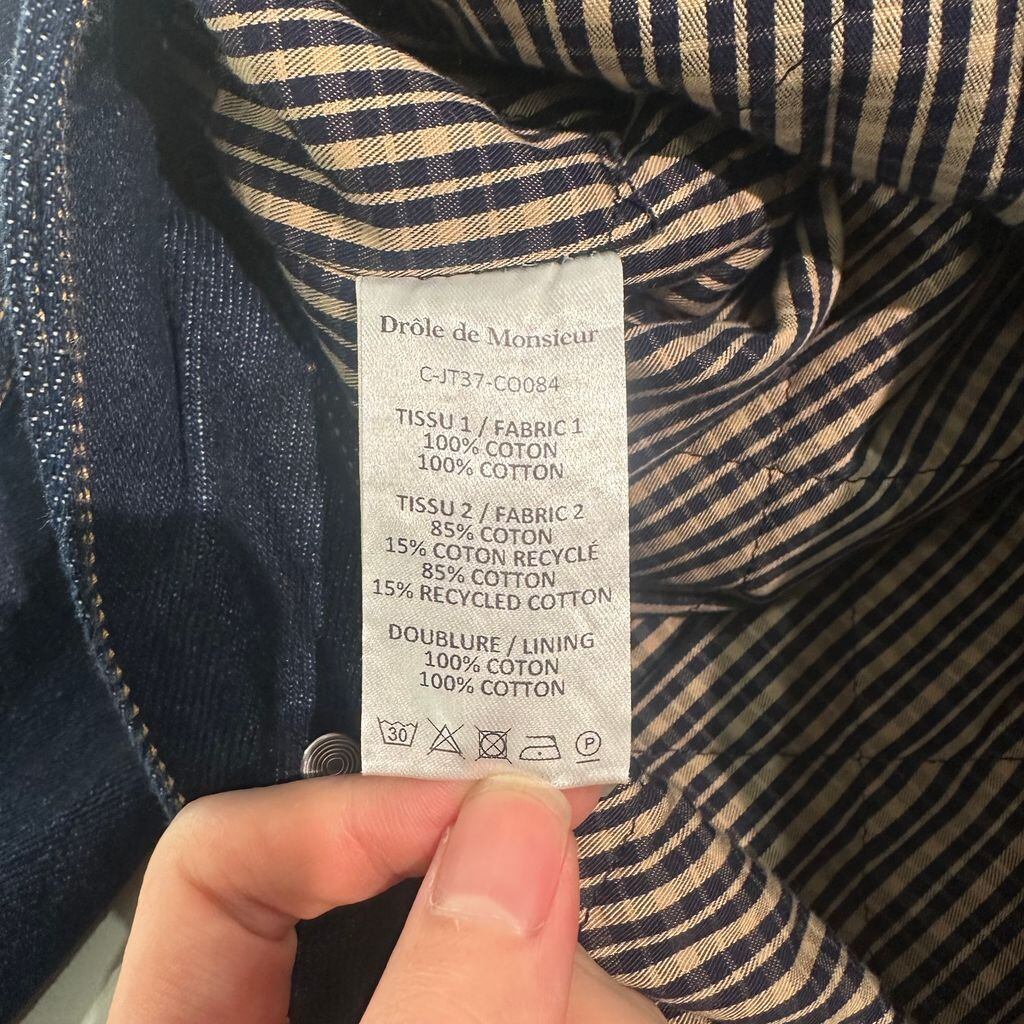 Drôle de Monsieur
C-JT37-CO084
TISSU 1 / FABRIC 1
100% COTON
100% COTTON
TISSU 2 / FABRIC 2
85% COTON
15% COTON RECYCLÉ
85% COTTON
15% RECYCLED COTTON
DOUBLURE / LINING
100% COTON
100% COTTON
30 P